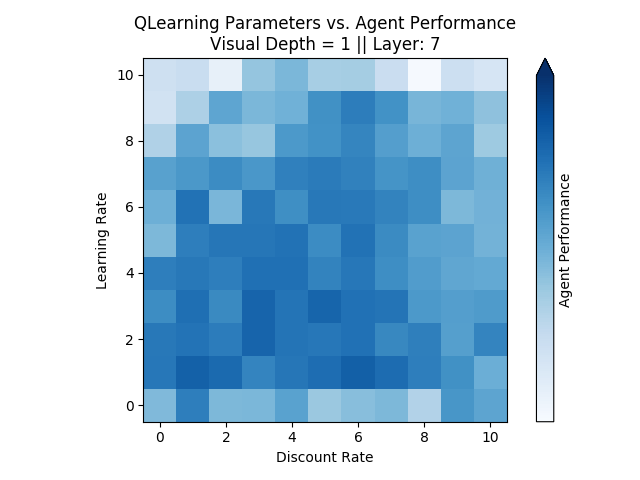 QLearning Parameters vs. Agent Performance
Visual Depth = 1 || Layer: 7
10
8
6
4
2
0
Learning Rate
0 2 4 6 8 10
Discount Rate
Agent Performance